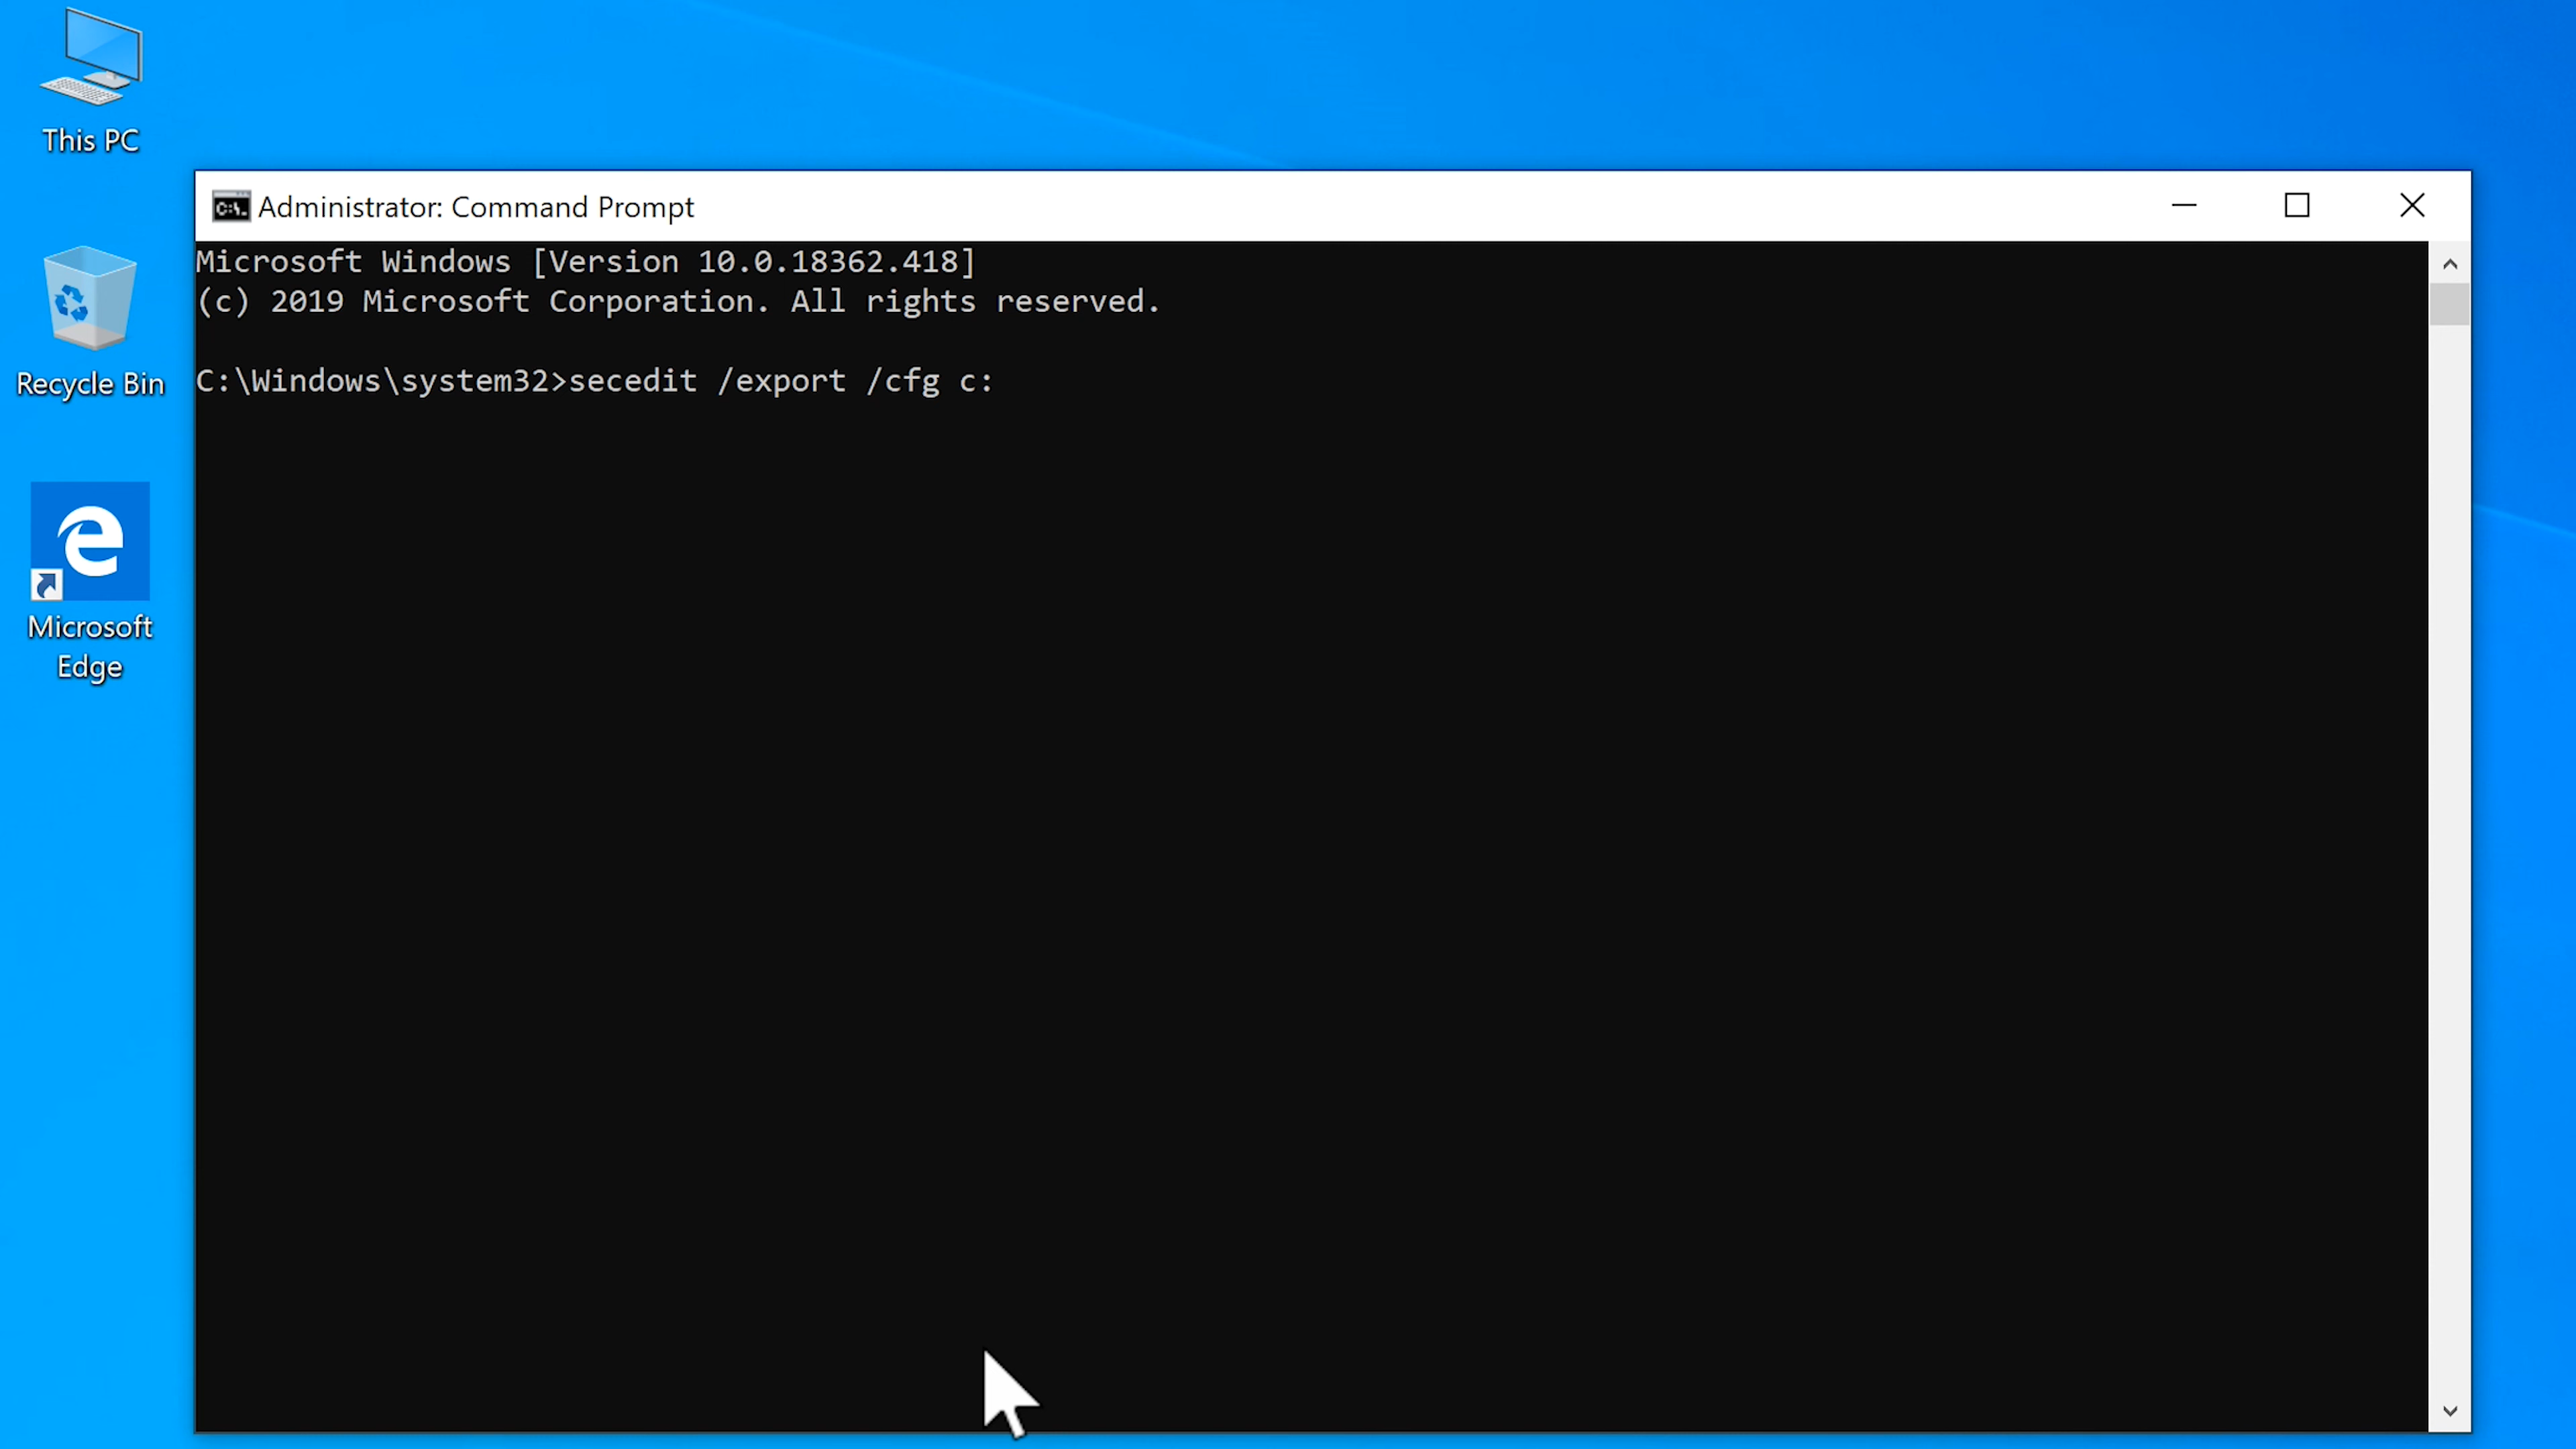 This PC
Recycle Bin
Microsoft
Edge
Administrator: Command Prompt
Microsoft Windows [Version 10.0.18362.418]
(c) 2019 Microsoft Corporation. All rights reserved.
C:\Windows\system32>secedit /export /cfg c: